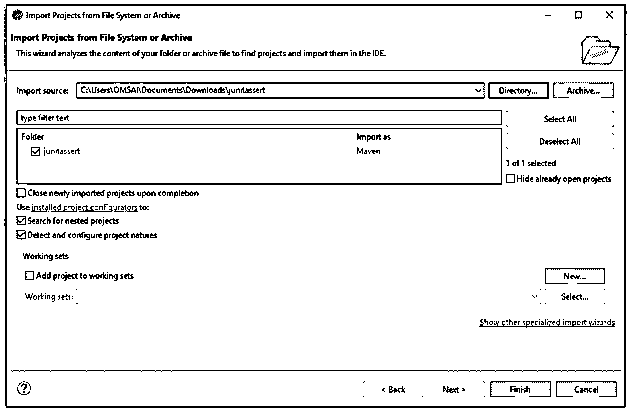 Import Projects from File System or Archive
Import Projects from File System or Archive
This wizard analyzes the content of your folder or archive file to find projects and import them in the IDE.
Import source: C:\Users\OMSAI\Documents\Downloads\junitassert Directory... Archive...
type filter text Select All
Folder Import as
junitassert Maven
Deselect All
1 of 1 selected
Hide already open projects
Close newly imported projects upon completion
Use installed project configurators to:
Search for nested projects
Detect and configure project natures
Working sets
Add project to working sets New...
Working sets: Select...
Show other specialized import wizards
? < Back Next > Finish Cancel